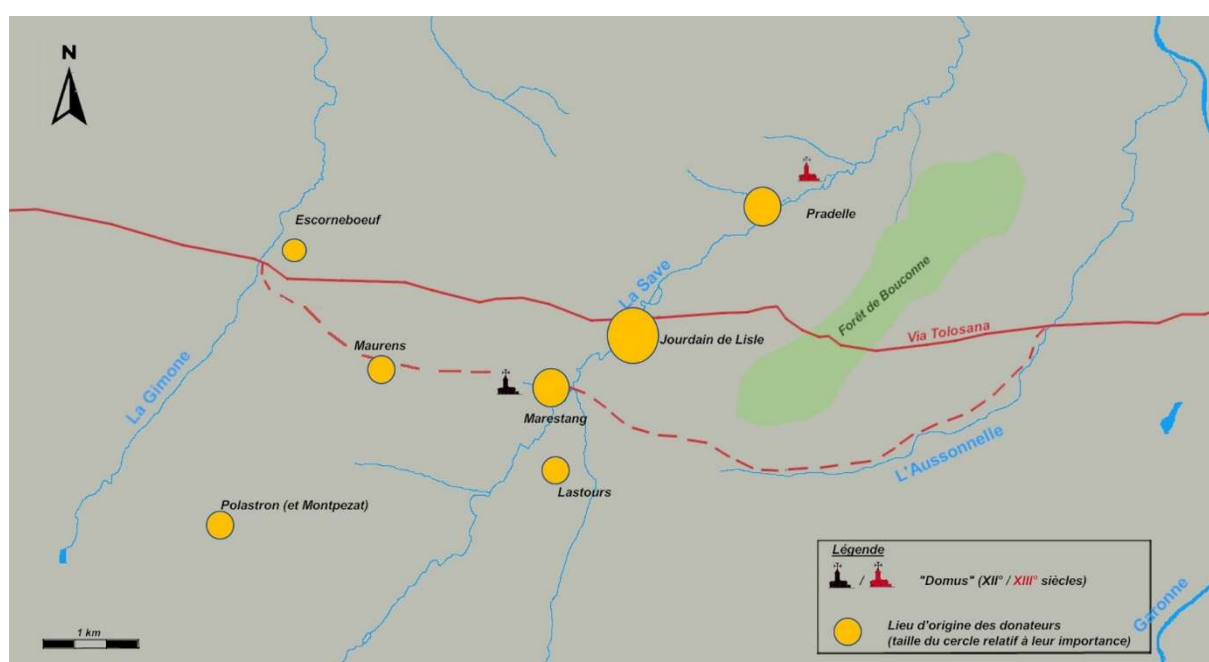 N
Escorneboeuf
Pradelle
La Save
Forêt de Bouconne
Via Tolosana
Jourdain de Lisle
Maurens
La Gimone
Marestang
L'Aussonnelle
Lastours
Polastron (et Montpezat)
Légende
/ "Domus" (XII° / XIII° siècles)
Lieu d'origine des donateurs
(taille du cercle relatif à leur importance)
Garonne
1 km